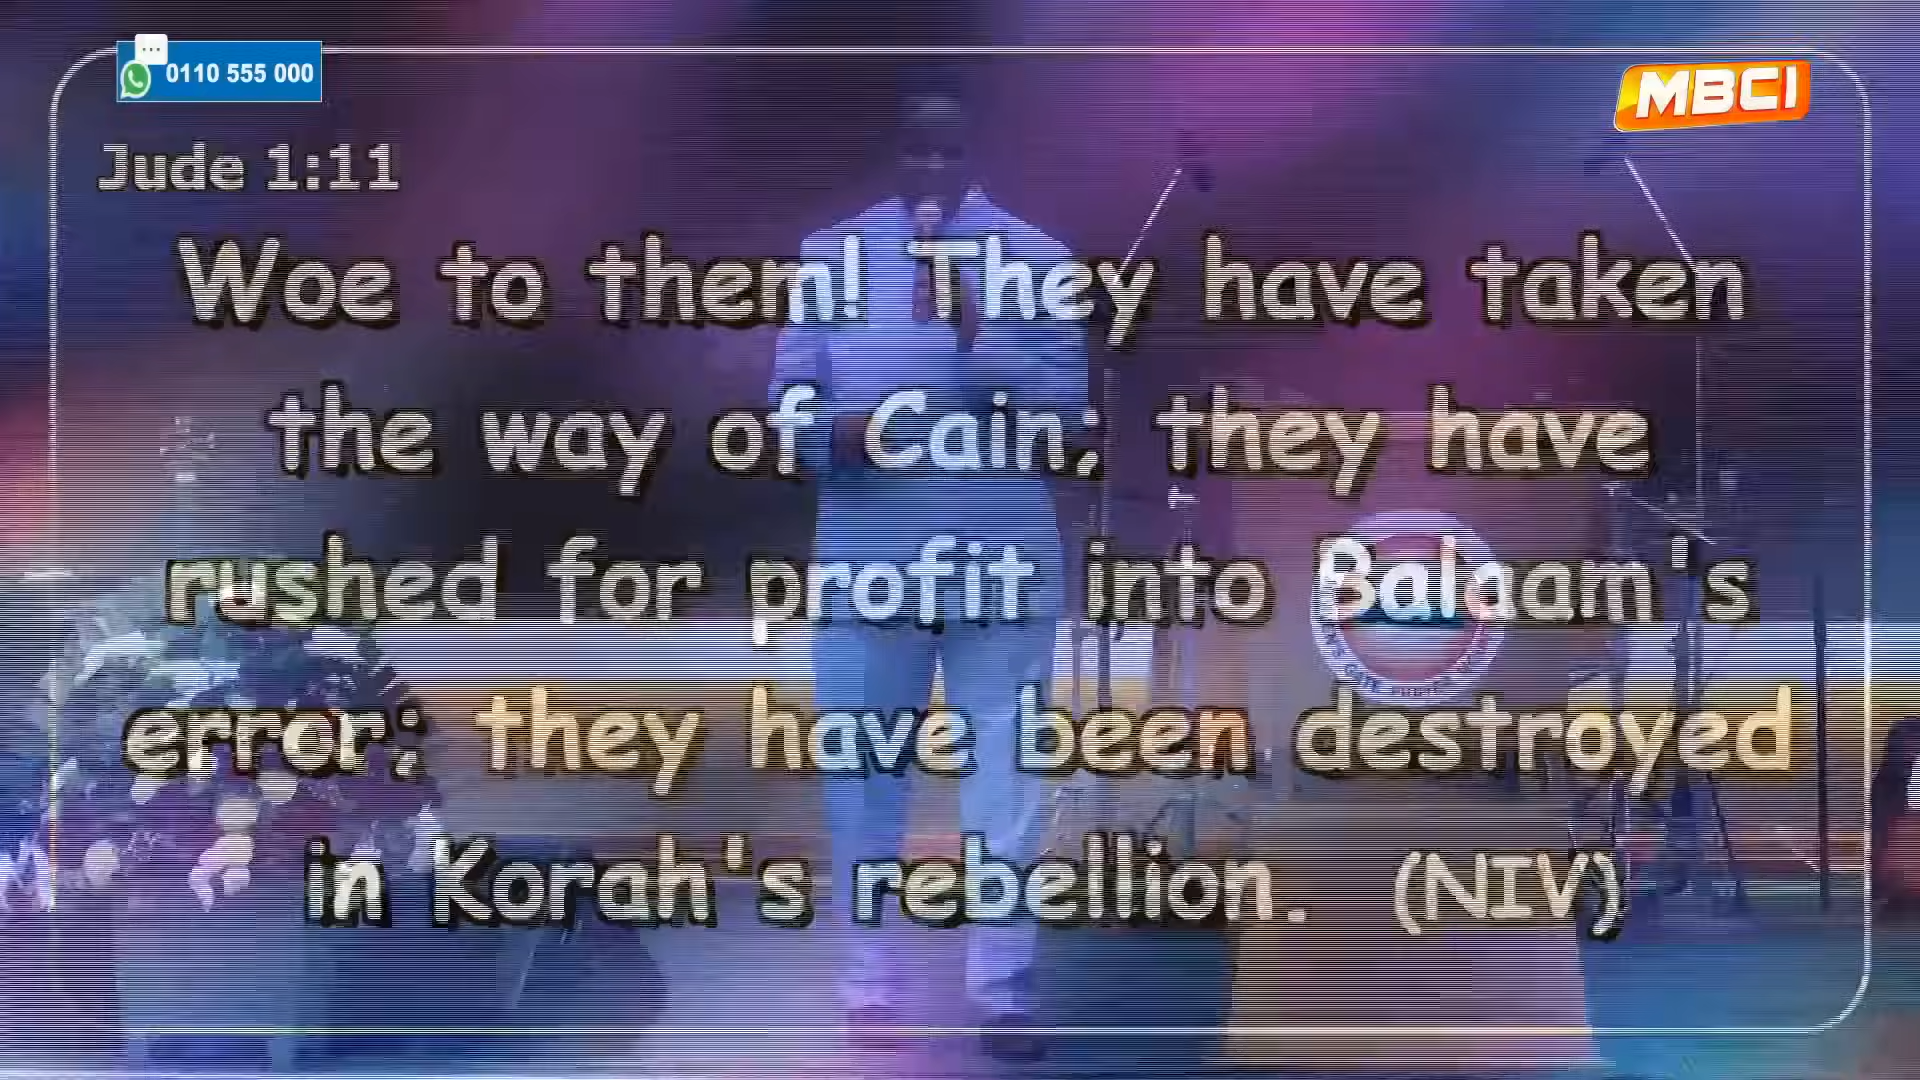 0110 555 000
MBCI
Jude 1:11
Woe to them! They have taken
the way of Cain; they have
rushed for profit into Balaam's
error; they have been destroyed
in Korah's rebellion. (NIV)
GATE